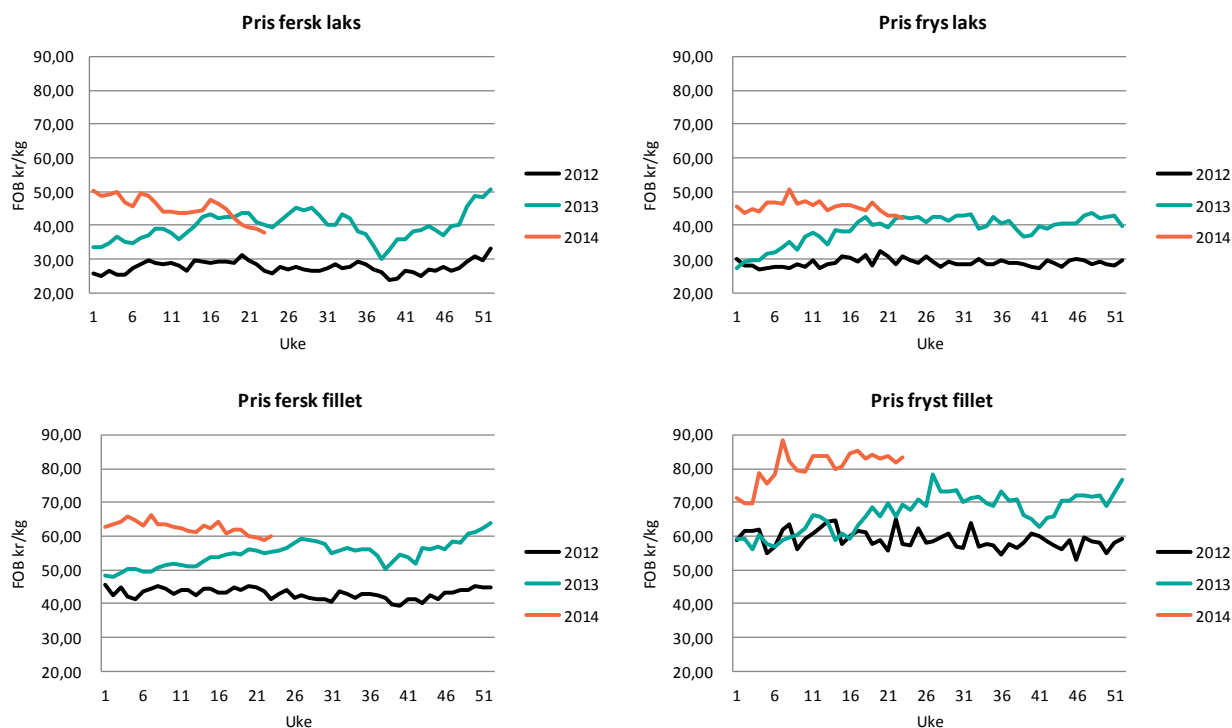 Pris fersk laks
90,00
80,00
70,00
60,00
50,00
40,00
30,00
20,00
FOB kr/kg
1 6 11 16 21 26 31 36 41 46 51
Uke
2012
2013
2014
Pris frys laks
90,00
80,00
70,00
60,00
50,00
40,00
30,00
20,00
FOB kr/kg
1 6 11 16 21 26 31 36 41 46 51
Uke
2012
2013
2014
Pris fersk fillet
90,00
80,00
70,00
60,00
50,00
40,00
30,00
20,00
FOB kr/kg
1 6 11 16 21 26 31 36 41 46 51
Uke
2012
2013
2014
Pris fryst fillet
90,00
80,00
70,00
60,00
50,00
40,00
30,00
20,00
FOB kr/kg
1 6 11 16 21 26 31 36 41 46 51
Uke
2012
2013
2014